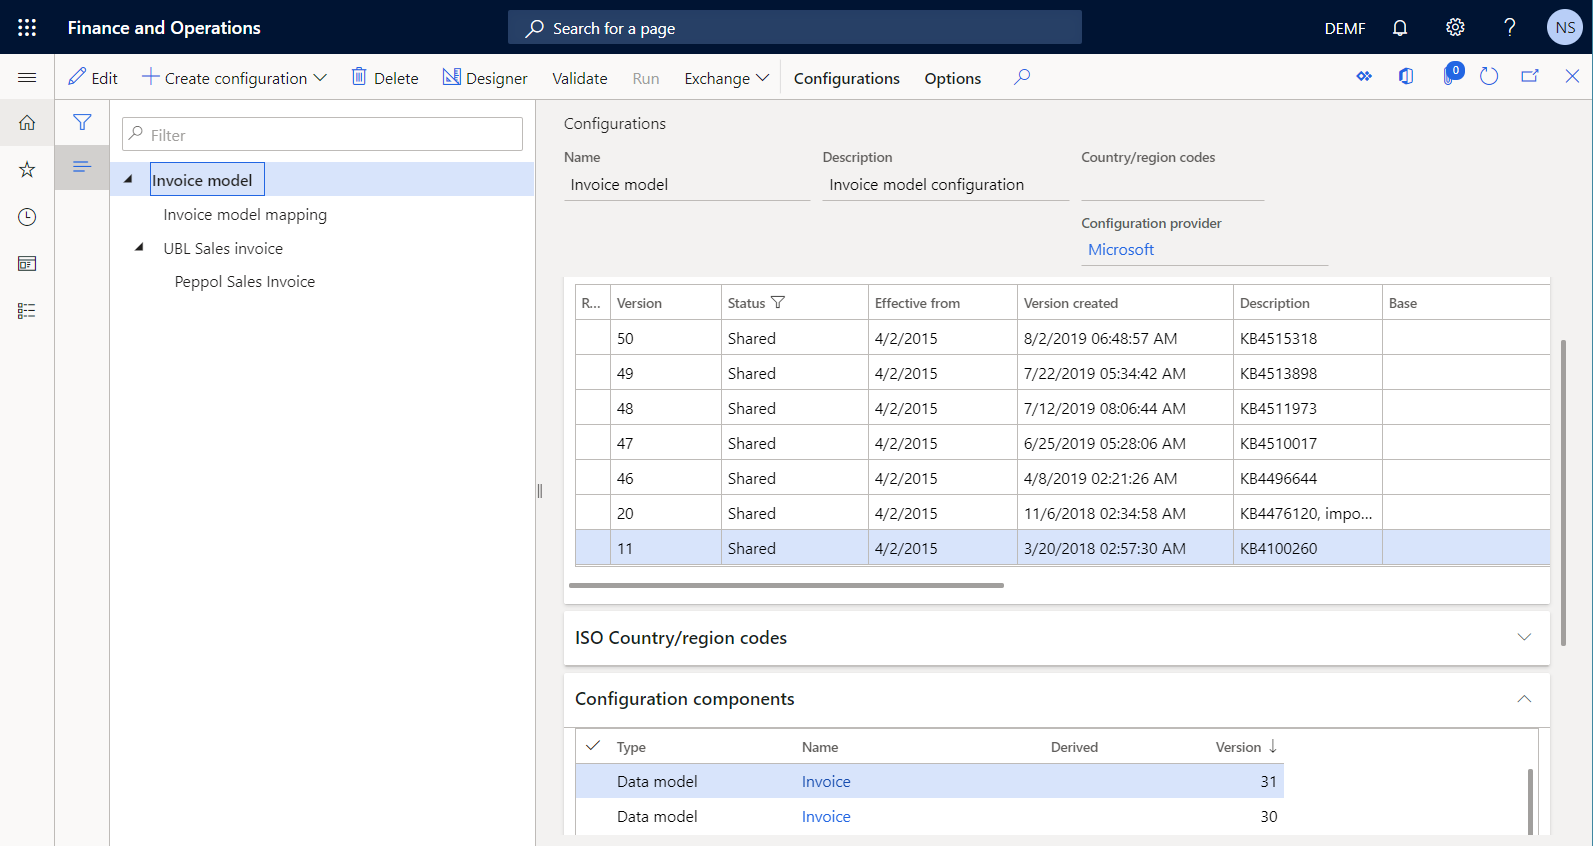 Finance and Operations
Search for a page
DEMF
?
NS
Edit
Create configuration
Delete
Designer
Validate
Run
Exchange
Configurations
Options
0
Filter
Invoice model
Invoice model mapping
UBL Sales invoice
Peppol Sales Invoice
Configurations
Name Description Country/region codes
Invoice model Invoice model configuration
Configuration provider
Microsoft
R... Version Status Effective from Version created Description Base
50 Shared 4/2/2015 8/2/2019 06:48:57 AM KB4515318
49 Shared 4/2/2015 7/22/2019 05:34:42 AM KB4513898
48 Shared 4/2/2015 7/12/2019 08:06:44 AM KB4511973
47 Shared 4/2/2015 6/25/2019 05:28:06 AM KB4510017
46 Shared 4/2/2015 4/8/2019 02:21:26 AM KB4496644
20 Shared 4/2/2015 11/6/2018 02:34:58 AM KB4476120, impo...
11 Shared 4/2/2015 3/20/2018 02:57:30 AM KB4100260
ISO Country/region codes
Configuration components
Type Name Derived Version
Data model Invoice 31
Data model Invoice 30